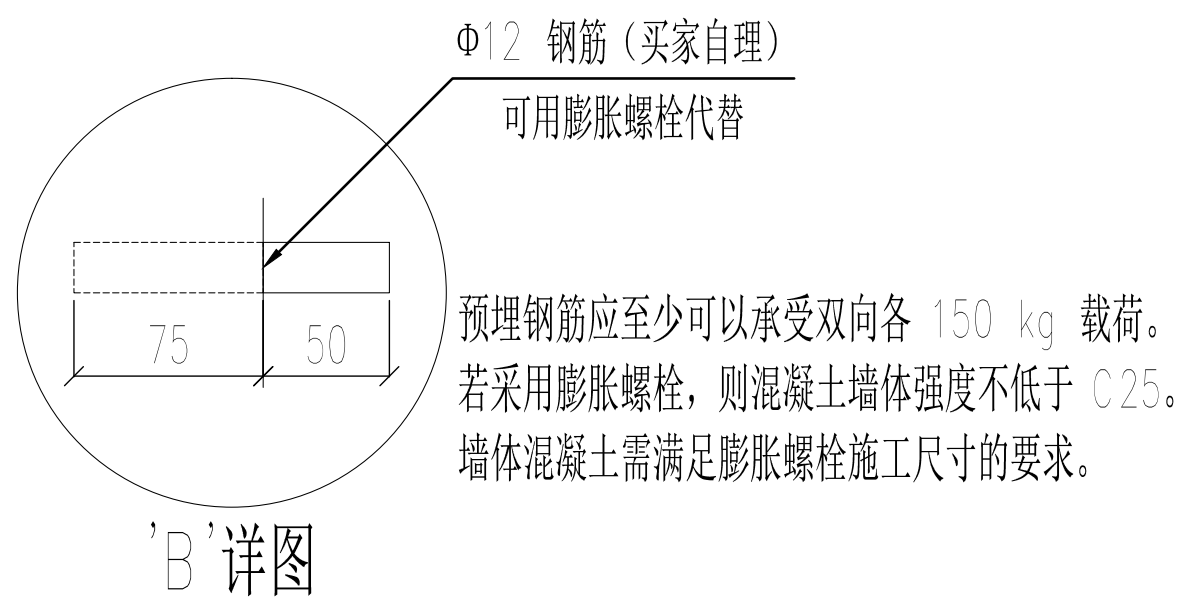 Φ12 钢筋（买家自理）
可用膨胀螺栓代替
75 50
预埋钢筋应至少可以承受双向各 150 kg 载荷。
若采用膨胀螺栓，则混凝土墙体强度不低于 C25。
墙体混凝土需满足膨胀螺栓施工尺寸的要求。
'B'详图